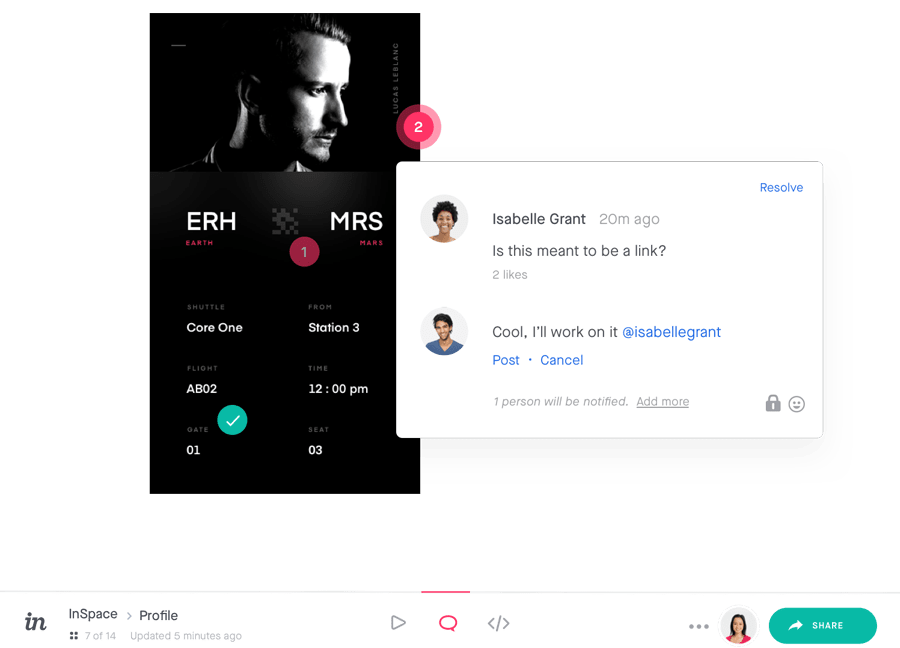 LUCAS LEBLANC
2
ERH MRS
EARTH MARS
1
SHUTTLE FROM
Core One Station 3
FLIGHT TIME
AB02 12 : 00 pm
GATE SEAT
01 03
Resolve
Isabelle Grant 20m ago
Is this meant to be a link?
2 likes
Cool, I’ll work on it @isabellegrant
Post · Cancel
1 person will be notified. Add more
in
InSpace > Profile
7 of 14 Updated 5 minutes ago
</>
SHARE